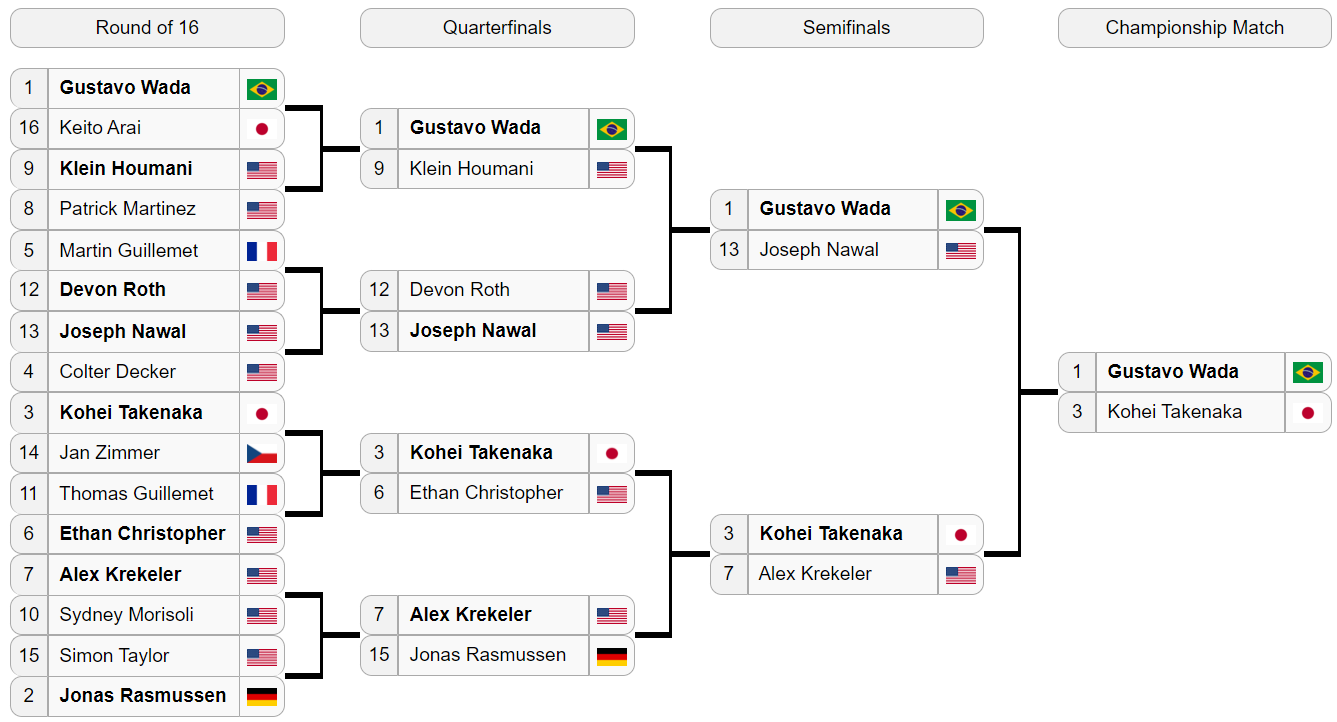 Round of 16
Quarterfinals
Semifinals
Championship Match
1 Gustavo Wada
16 Keito Arai
9 Klein Houmani
8 Patrick Martinez
5 Martin Guillemet
12 Devon Roth
13 Joseph Nawal
4 Colter Decker
3 Kohei Takenaka
14 Jan Zimmer
11 Thomas Guillemet
6 Ethan Christopher
7 Alex Krekeler
10 Sydney Morisoli
15 Simon Taylor
2 Jonas Rasmussen
1 Gustavo Wada
9 Klein Houmani
12 Devon Roth
13 Joseph Nawal
3 Kohei Takenaka
6 Ethan Christopher
7 Alex Krekeler
15 Jonas Rasmussen
1 Gustavo Wada
13 Joseph Nawal
3 Kohei Takenaka
7 Alex Krekeler
1 Gustavo Wada
3 Kohei Takenaka